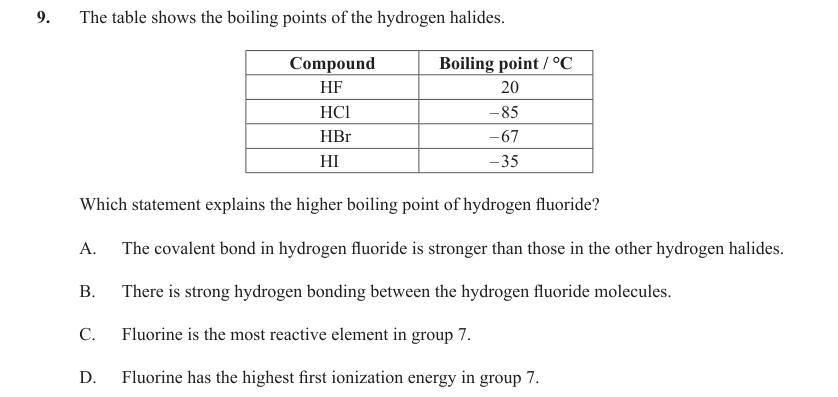 9. The table shows the boiling points of the hydrogen halides.
Compound Boiling point / °C
HF 20
HCl −85
HBr −67
HI −35
Which statement explains the higher boiling point of hydrogen fluoride?
A. The covalent bond in hydrogen fluoride is stronger than those in the other hydrogen halides.
B. There is strong hydrogen bonding between the hydrogen fluoride molecules.
C. Fluorine is the most reactive element in group 7.
D. Fluorine has the highest first ionization energy in group 7.